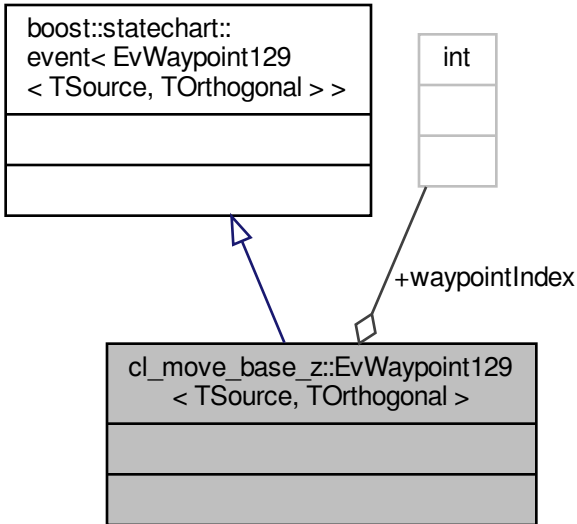 boost::statechart::
event< EvWaypoint129
< TSource, TOrthogonal > >
int
+waypointIndex
cl_move_base_z::EvWaypoint129
< TSource, TOrthogonal >